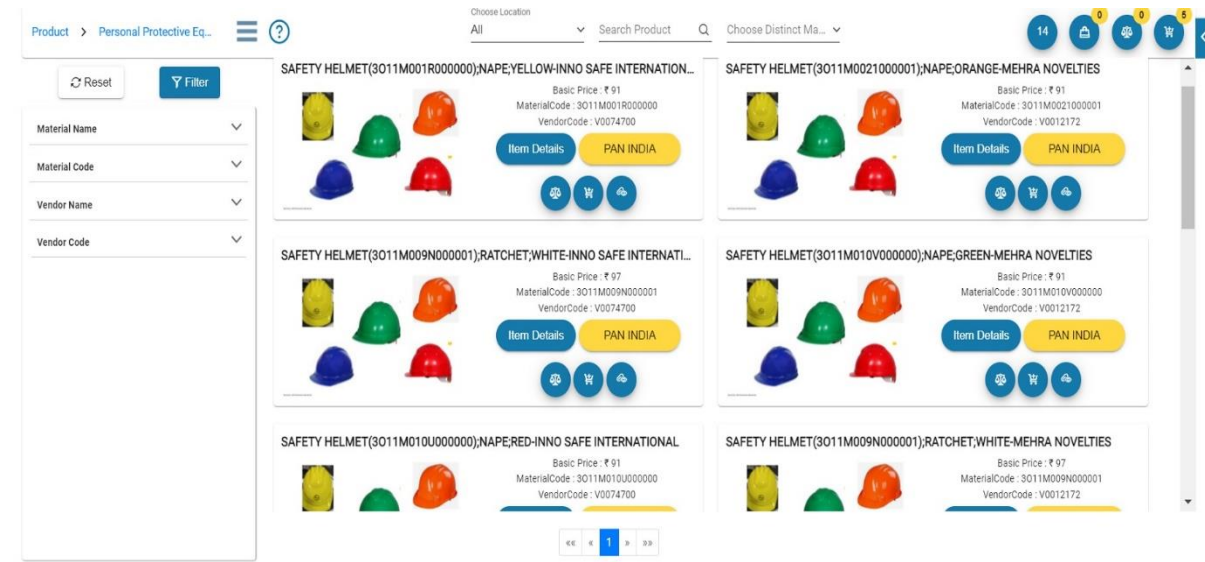 Product > Personal Protective Eq...
Choose Location
All
Search Product
Choose Distinct Ma...
14
0
0
5
Reset
Filter
Material Name
Material Code
Vendor Name
Vendor Code
SAFETY HELMET(3O11M001R000000);NAPE;YELLOW-INNO SAFE INTERNATION...
Basic Price : ₹ 91
MaterialCode : 3O11M001R000000
VendorCode : V0074700
Item Details
PAN INDIA
SAFETY HELMET(3O11M0021000001);NAPE;ORANGE-MEHRA NOVELTIES
Basic Price : ₹ 91
MaterialCode : 3O11M0021000001
VendorCode : V0012172
Item Details
PAN INDIA
SAFETY HELMET(3O11M009N000001);RATCHET;WHITE-INNO SAFE INTERNATI...
Basic Price : ₹ 97
MaterialCode : 3O11M009N000001
VendorCode : V0074700
Item Details
PAN INDIA
SAFETY HELMET(3O11M010V000000);NAPE;GREEN-MEHRA NOVELTIES
Basic Price : ₹ 91
MaterialCode : 3O11M010V000000
VendorCode : V0012172
Item Details
PAN INDIA
SAFETY HELMET(3O11M010U000000);NAPE;RED-INNO SAFE INTERNATIONAL
Basic Price : ₹ 91
MaterialCode : 3O11M010U000000
VendorCode : V0074700
SAFETY HELMET(3O11M009N000001);RATCHET;WHITE-MEHRA NOVELTIES
Basic Price : ₹ 97
MaterialCode : 3O11M009N000001
VendorCode : V0012172
«« « 1 » »»